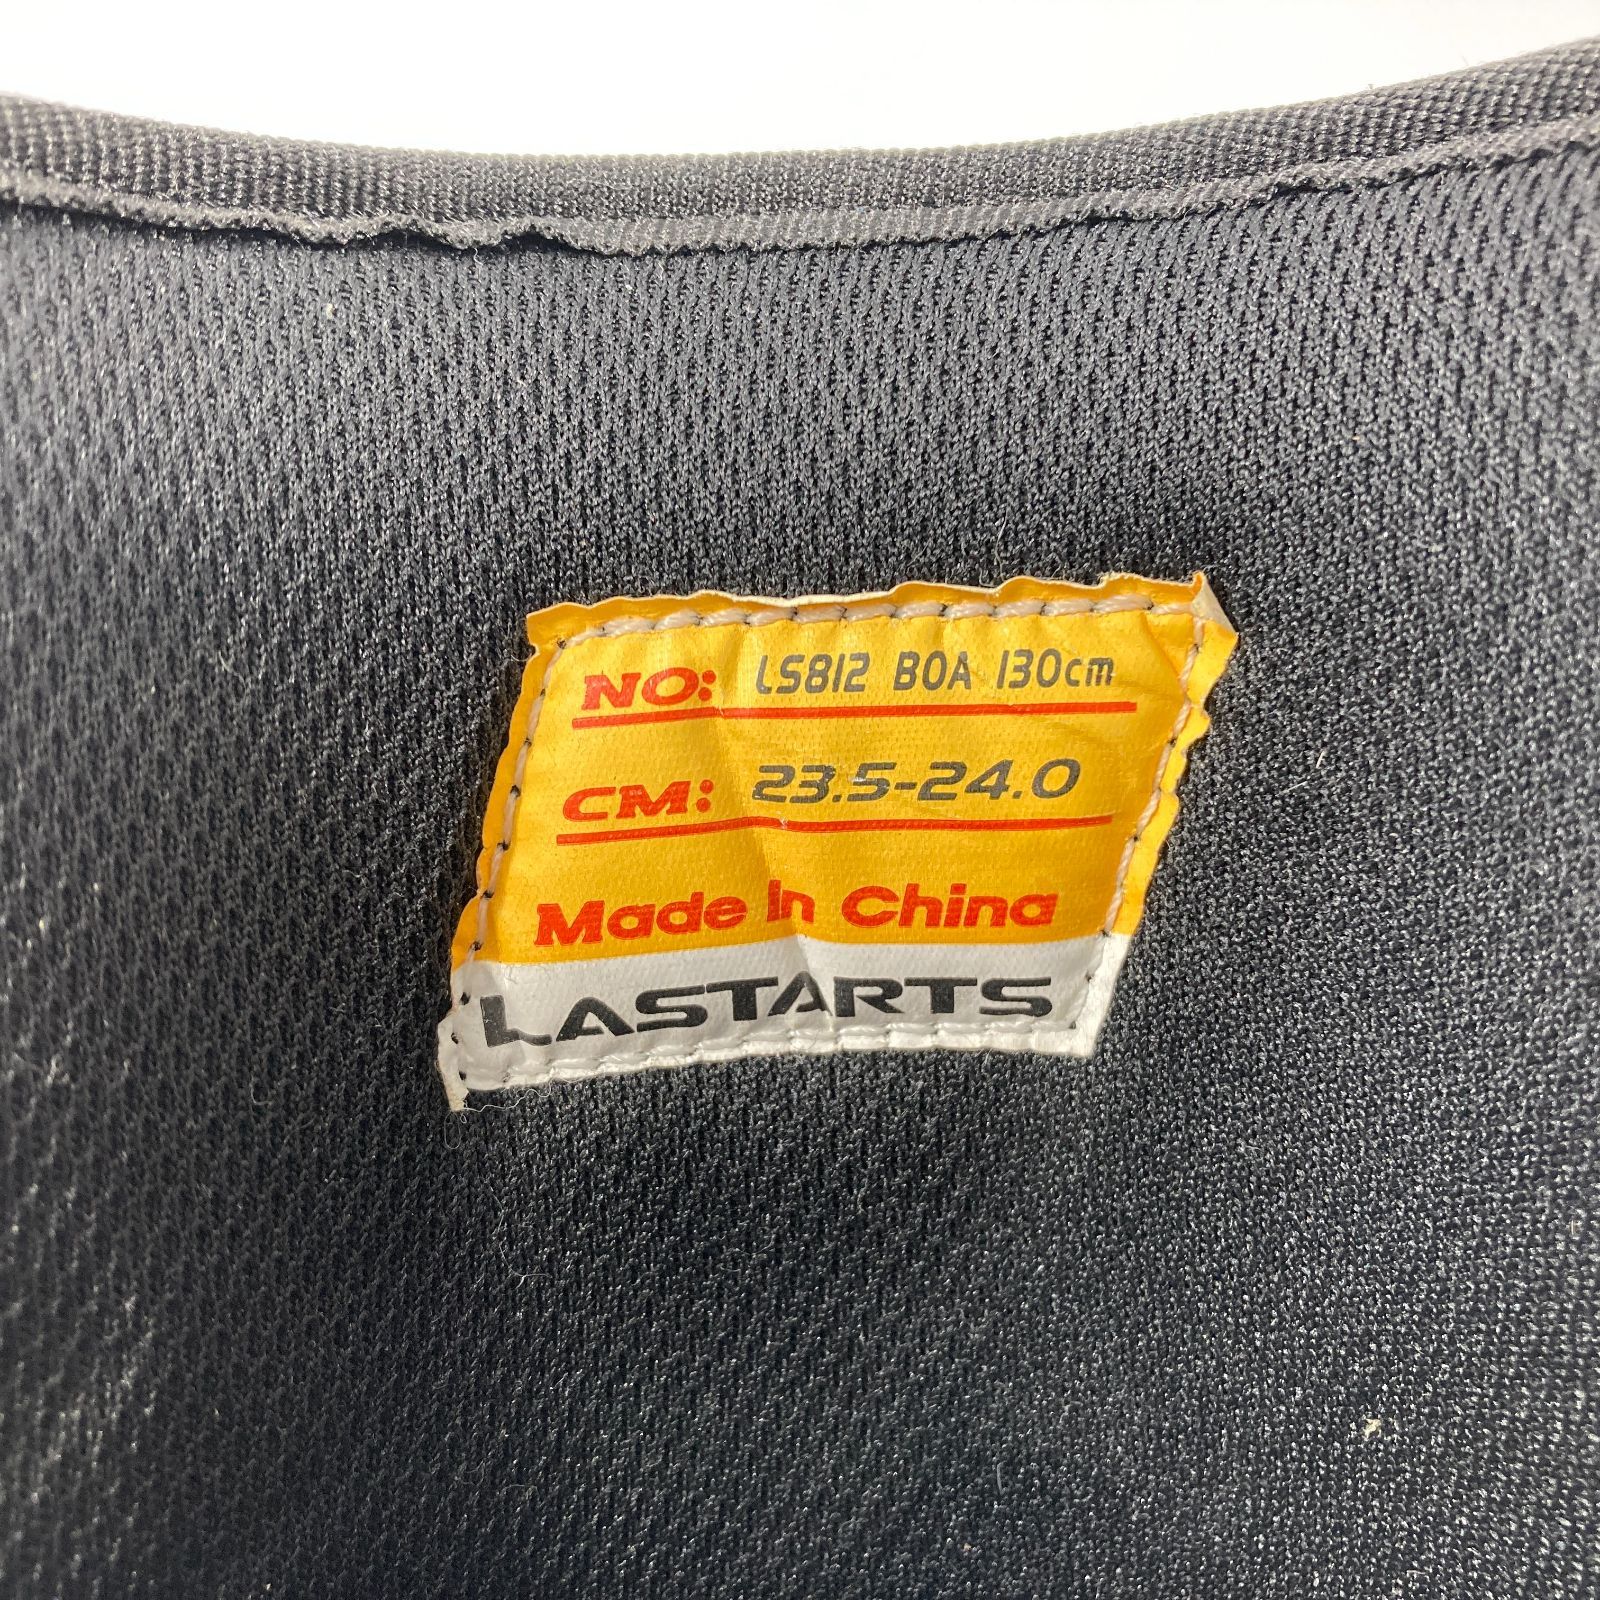 NO: LS812 BOA 130cm
CM: 23.5-24.0
Made In China
LASTARTS